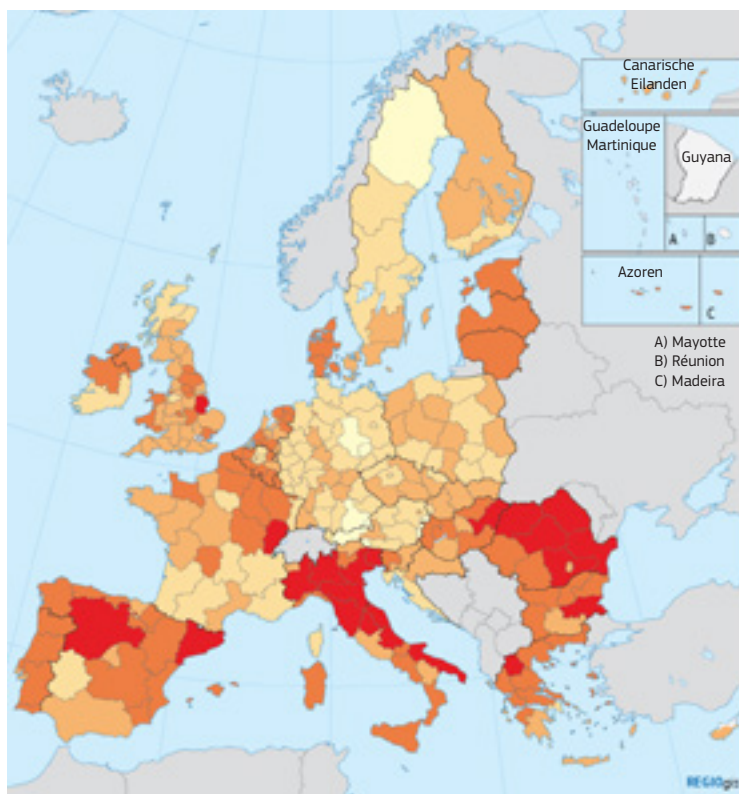 Canarische
Eilanden
Guadeloupe
Martinique
Guyana
A
B
Azoren
C
A) Mayotte
B) Réunion
C) Madeira
REGIOgis